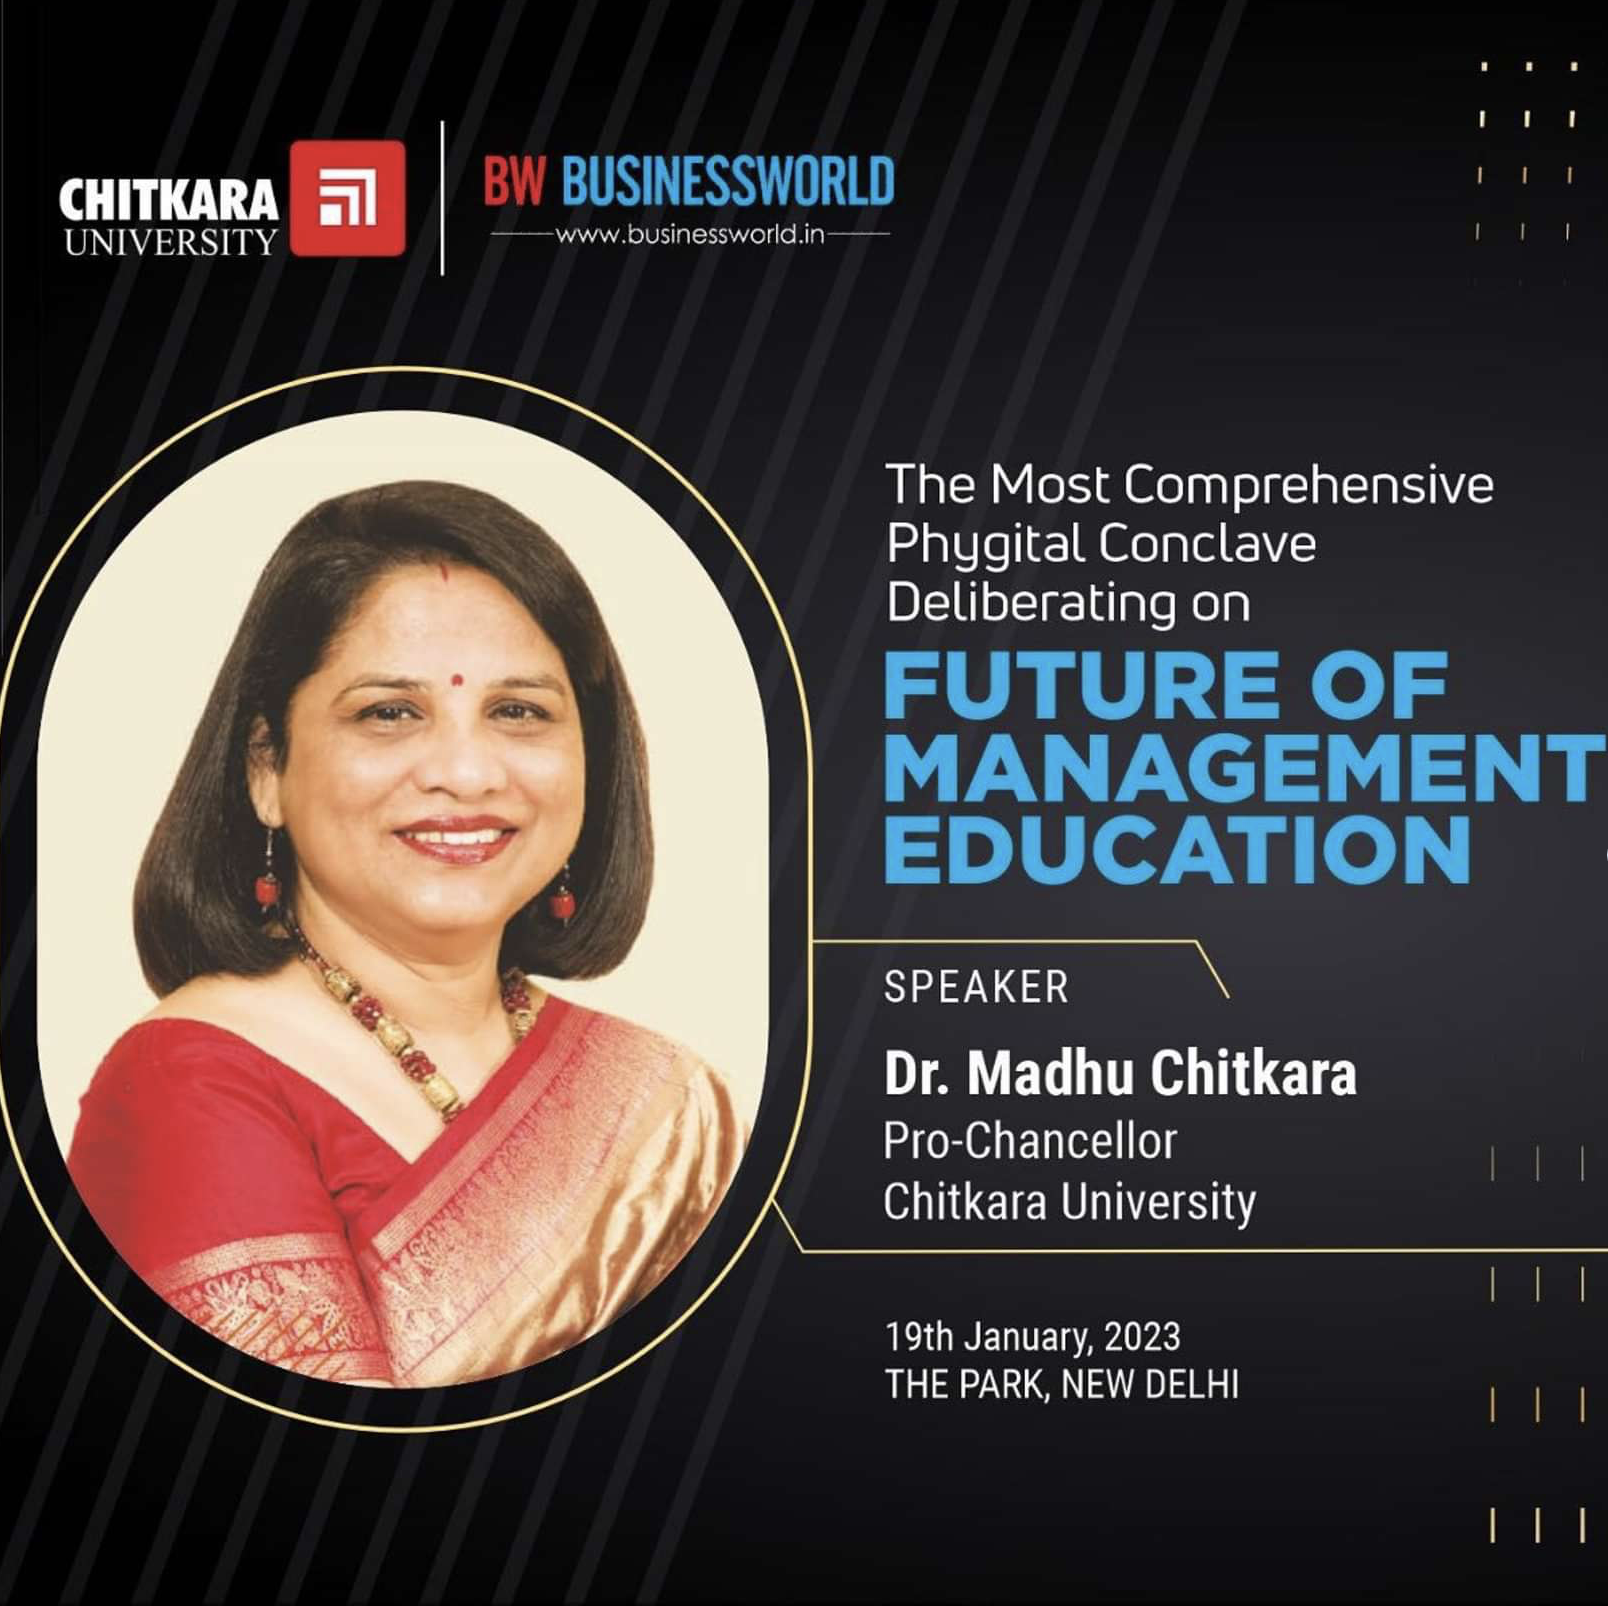 CHITKARA
UNIVERSITY
BW BUSINESSWORLD
www.businessworld.in
The Most Comprehensive
Phygital Conclave
Deliberating on
FUTURE OF
MANAGEMENT
EDUCATION
SPEAKER
Dr. Madhu Chitkara
Pro-Chancellor
Chitkara University
19th January, 2023
THE PARK, NEW DELHI